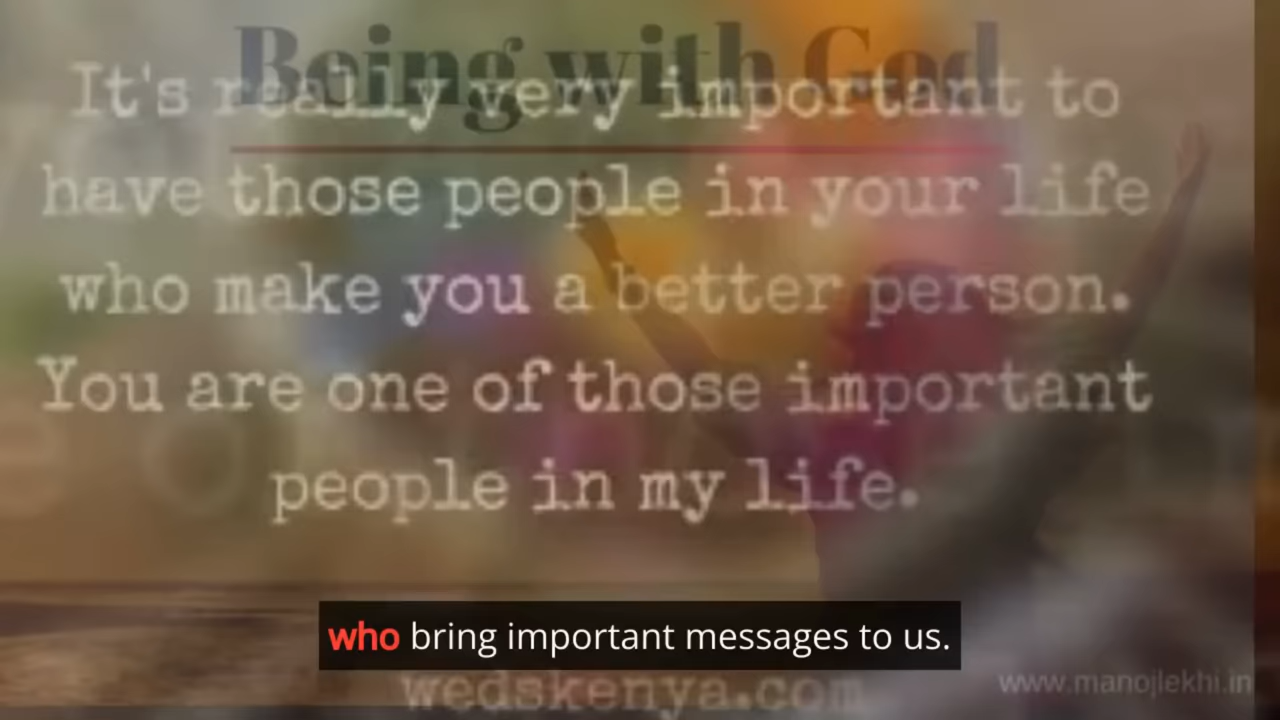 Being with God
It's really very important to
have those people in your life
who make you a better person.
You are one of those important
people in my life.
who bring important messages to us.
wedskenya.com
www.manojlekhi.in